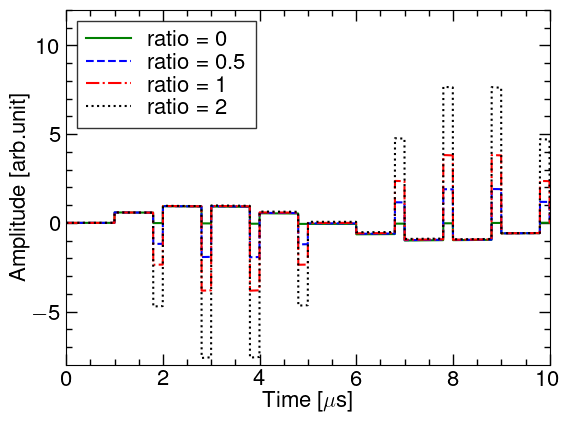 ratio = 0
ratio = 0.5
ratio = 1
ratio = 2
Amplitude [arb.unit]
10
5
0
−5
0
2
4
6
8
10
Time [μs]